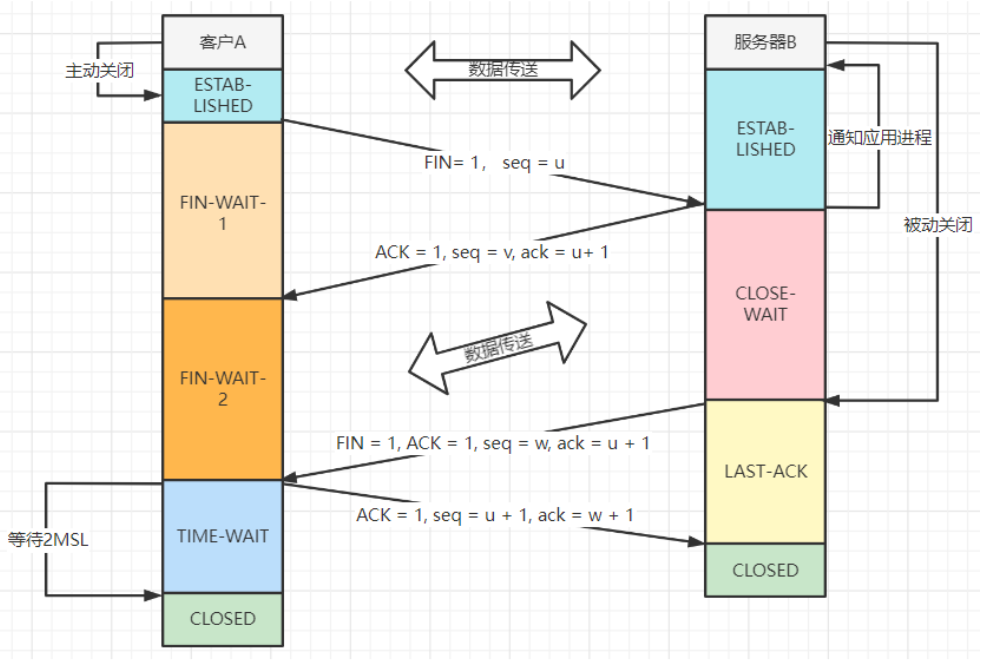 客户A
服务器B
主动关闭
数据传送
ESTAB-
LISHED
ESTAB-
LISHED
通知应用进程
FIN= 1, seq = u
FIN-WAIT-
1
被动关闭
ACK = 1, seq = v, ack = u+ 1
CLOSE-
WAIT
数据传送
FIN-WAIT-
2
FIN = 1, ACK = 1, seq = w, ack = u + 1
LAST-ACK
ACK = 1, seq = u + 1, ack = w + 1
等待2MSL
TIME-WAIT
CLOSED
CLOSED